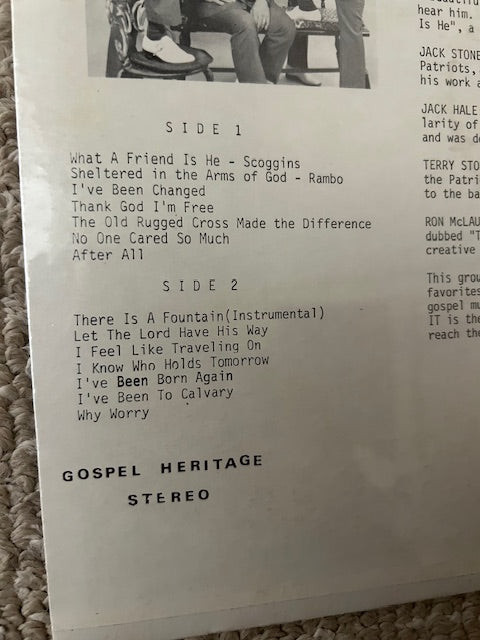 SIDE 1
What A Friend Is He - Scoggins
Sheltered in the Arms of God - Rambo
I've Been Changed
Thank God I'm Free
The Old Rugged Cross Made the Difference
No One Cared So Much
After All
SIDE 2
There Is A Fountain(Instrumental)
Let The Lord Have His Way
I Feel Like Traveling On
I Know Who Holds Tomorrow
I've Been Born Again
I've Been To Calvary
Why Worry
GOSPEL HERITAGE
STEREO
hear him.
Is He", a
JACK STONE
Patriots,
his work a
JACK HALE
larity of
and was
TERRY STO
the Patri
to the ba
RON McLAU
dubbed "T
creative
This grou
favorites
gospel mu
IT is the
reach the